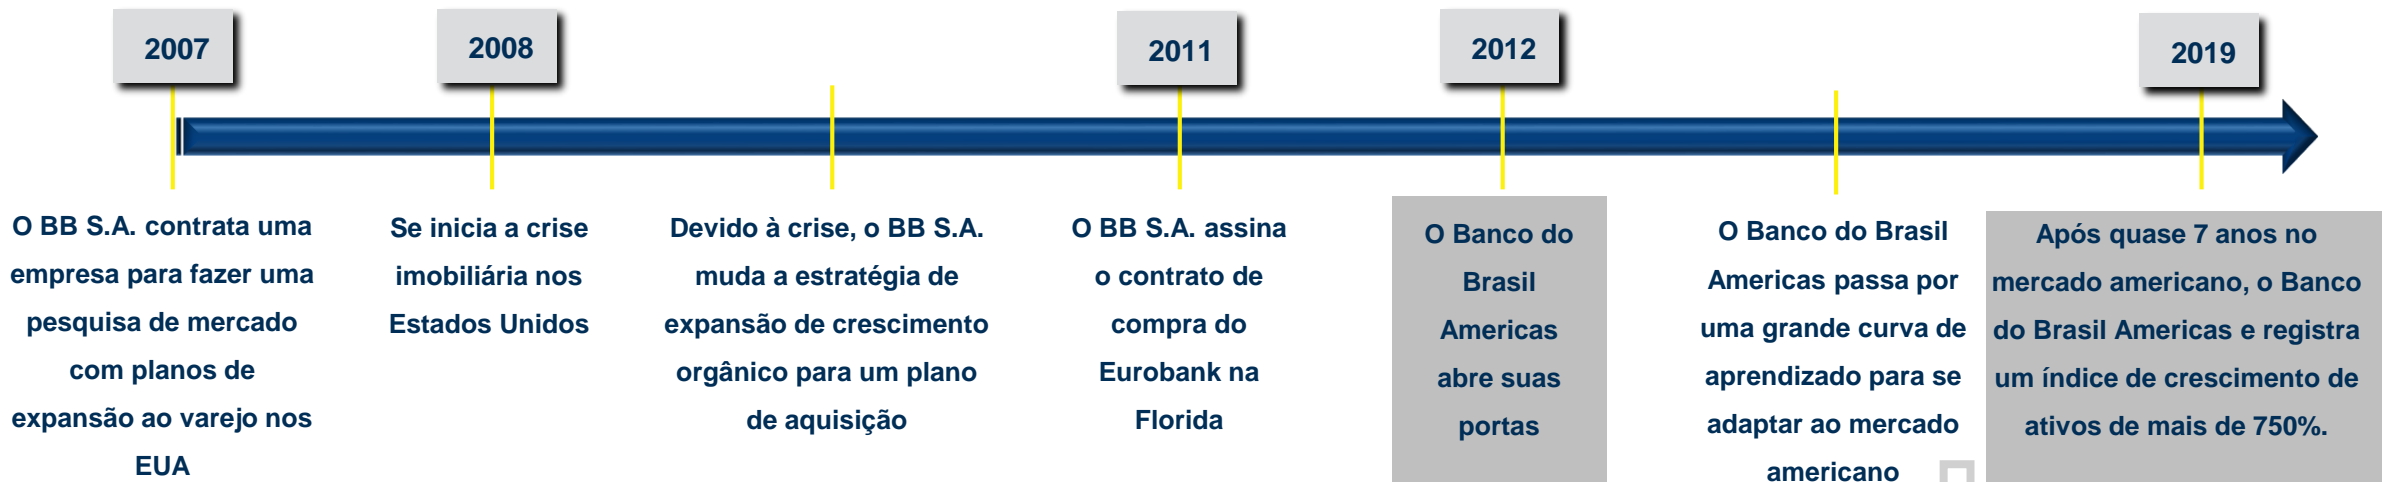 2007
2008
2011
2012
2019
O BB S.A. contrata uma
empresa para fazer uma
pesquisa de mercado
com planos de
expansão ao varejo nos
EUA
Se inicia a crise
imobiliária nos
Estados Unidos
Devido à crise, o BB S.A.
muda a estratégia de
expansão de crescimento
orgânico para um plano
de aquisição
O BB S.A. assina
o contrato de
compra do
Eurobank na
Florida
O Banco do
Brasil
Americas
abre suas
portas
O Banco do Brasil
Americas passa por
uma grande curva de
aprendizado para se
adaptar ao mercado
americano
Após quase 7 anos no
mercado americano, o Banco
do Brasil Americas e registra
um índice de crescimento de
ativos de mais de 750%.